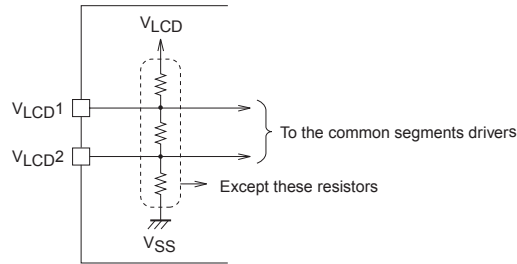 VLCD
VLCD1
To the common segments drivers
VLCD2
Except these resistors
VSS